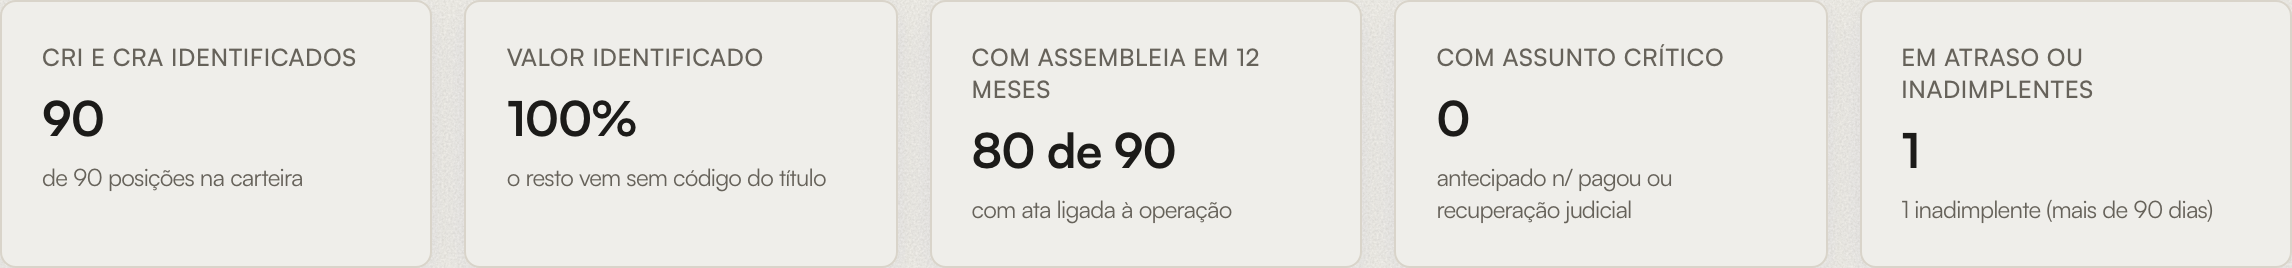 CRI E CRA IDENTIFICADOS
90
de 90 posições na carteira
VALOR IDENTIFICADO
100%
o resto vem sem código do título
COM ASSEMBLEIA EM 12
MESES
80 de 90
com ata ligada à operação
COM ASSUNTO CRÍTICO
0
antecipado n/ pagou ou
recuperação judicial
EM ATRASO OU
INADIMPLENTES
1
1 inadimplente (mais de 90 dias)